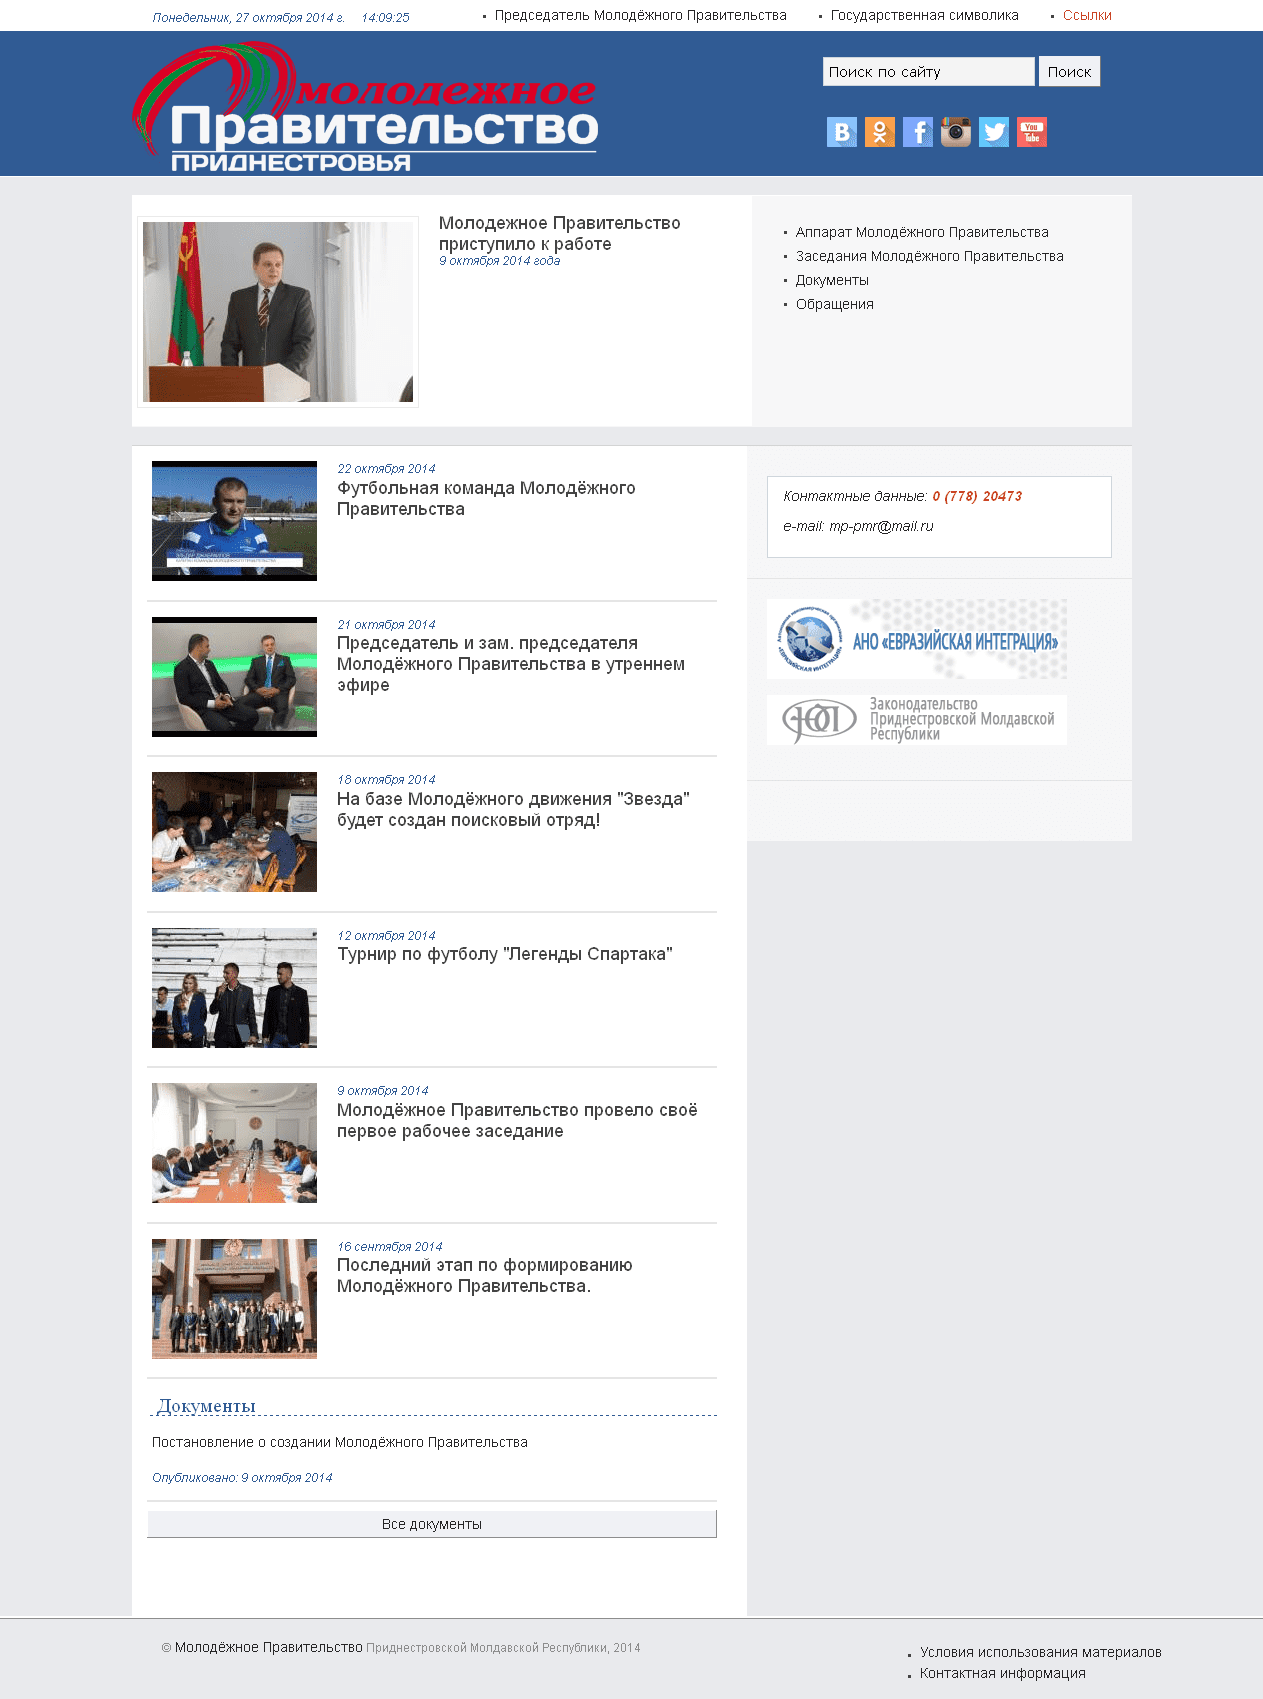 Понедельник, 27 октября 2014 г. 14:09:25
Председатель Молодёжного Правительства
Государственная символика
Ссылки
молодежное
Правительство
ПРИДНЕСТРОВЬЯ
Поиск по сайту
Поиск
You
Tube
Молодежное Правительство
приступило к работе
9 октября 2014 года
Аппарат Молодёжного Правительства
Заседания Молодёжного Правительства
Документы
Обращения
22 октября 2014
Футбольная команда Молодёжного
Правительства
21 октября 2014
Председатель и зам. председателя
Молодёжного Правительства в утреннем
эфире
18 октября 2014
На базе Молодёжного движения "Звезда"
будет создан поисковый отряд!
12 октября 2014
Турнир по футболу "Легенды Спартака"
9 октября 2014
Молодёжное Правительство провело своё
первое рабочее заседание
16 сентября 2014
Последний этап по формированию
Молодёжного Правительства.
Контактные данные: 0 (778) 20473
e-mail: mp-pmr@mail.ru
АНО «ЕВРАЗИЙСКАЯ ИНТЕГРАЦИЯ»
Законодательство
Приднестровской Молдавской
Республики
Документы
Постановление о создании Молодёжного Правительства
Опубликовано: 9 октября 2014
Все документы
© Молодёжное Правительство Приднестровской Молдавской Республики, 2014
Условия использования материалов
Контактная информация